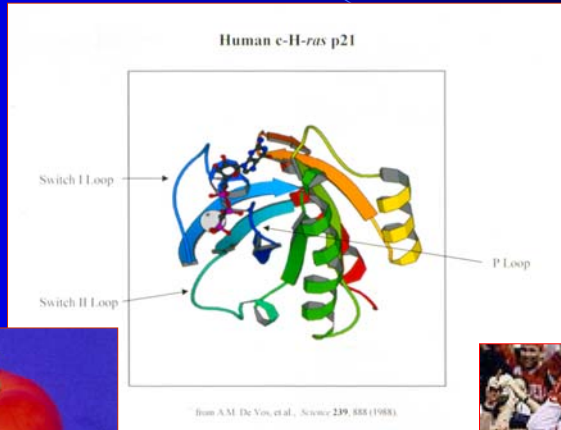 Human c-H-ras p21
Switch I Loop
P Loop
Switch II Loop
from A.M. De Vos, et al., Science 239, 888 (1988).